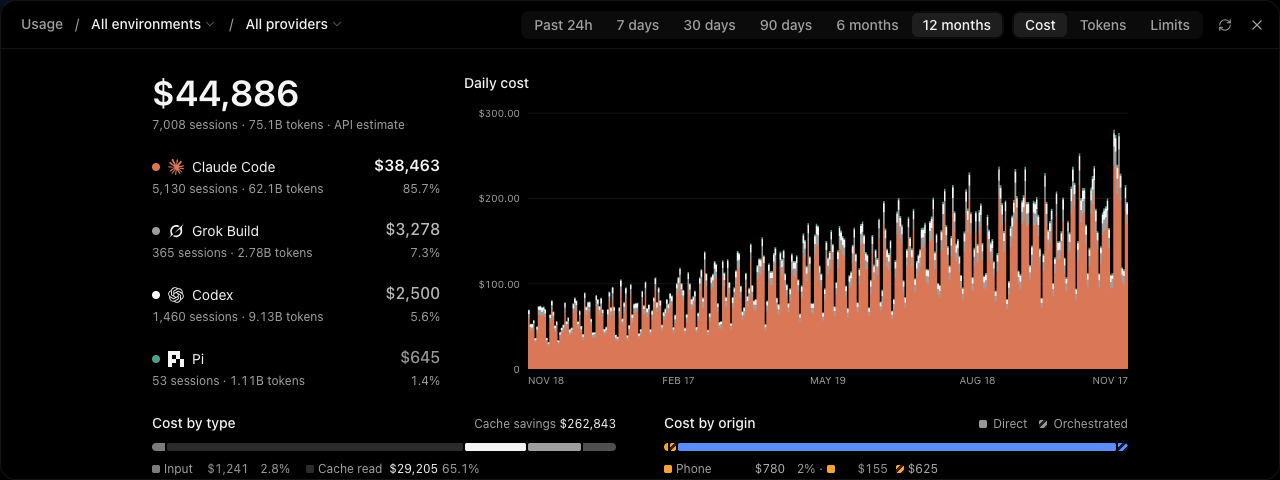 Usage / All environments / All providers
Past 24h 7 days 30 days 90 days 6 months 12 months Cost Tokens Limits
$44,886
7,008 sessions · 75.1B tokens · API estimate
Claude Code $38,463
5,130 sessions · 62.1B tokens 85.7%
Grok Build $3,278
365 sessions · 2.78B tokens 7.3%
Codex $2,500
1,460 sessions · 9.13B tokens 5.6%
Pi $645
53 sessions · 1.11B tokens 1.4%
Daily cost
$300.00
$200.00
$100.00
0
NOV 18 FEB 17 MAY 19 AUG 18 NOV 17
Cost by type Cache savings $262,843
Input $1,241 2.8% Cache read $29,205 65.1%
Cost by origin Direct Orchestrated
Phone $780 2% · $155 $625